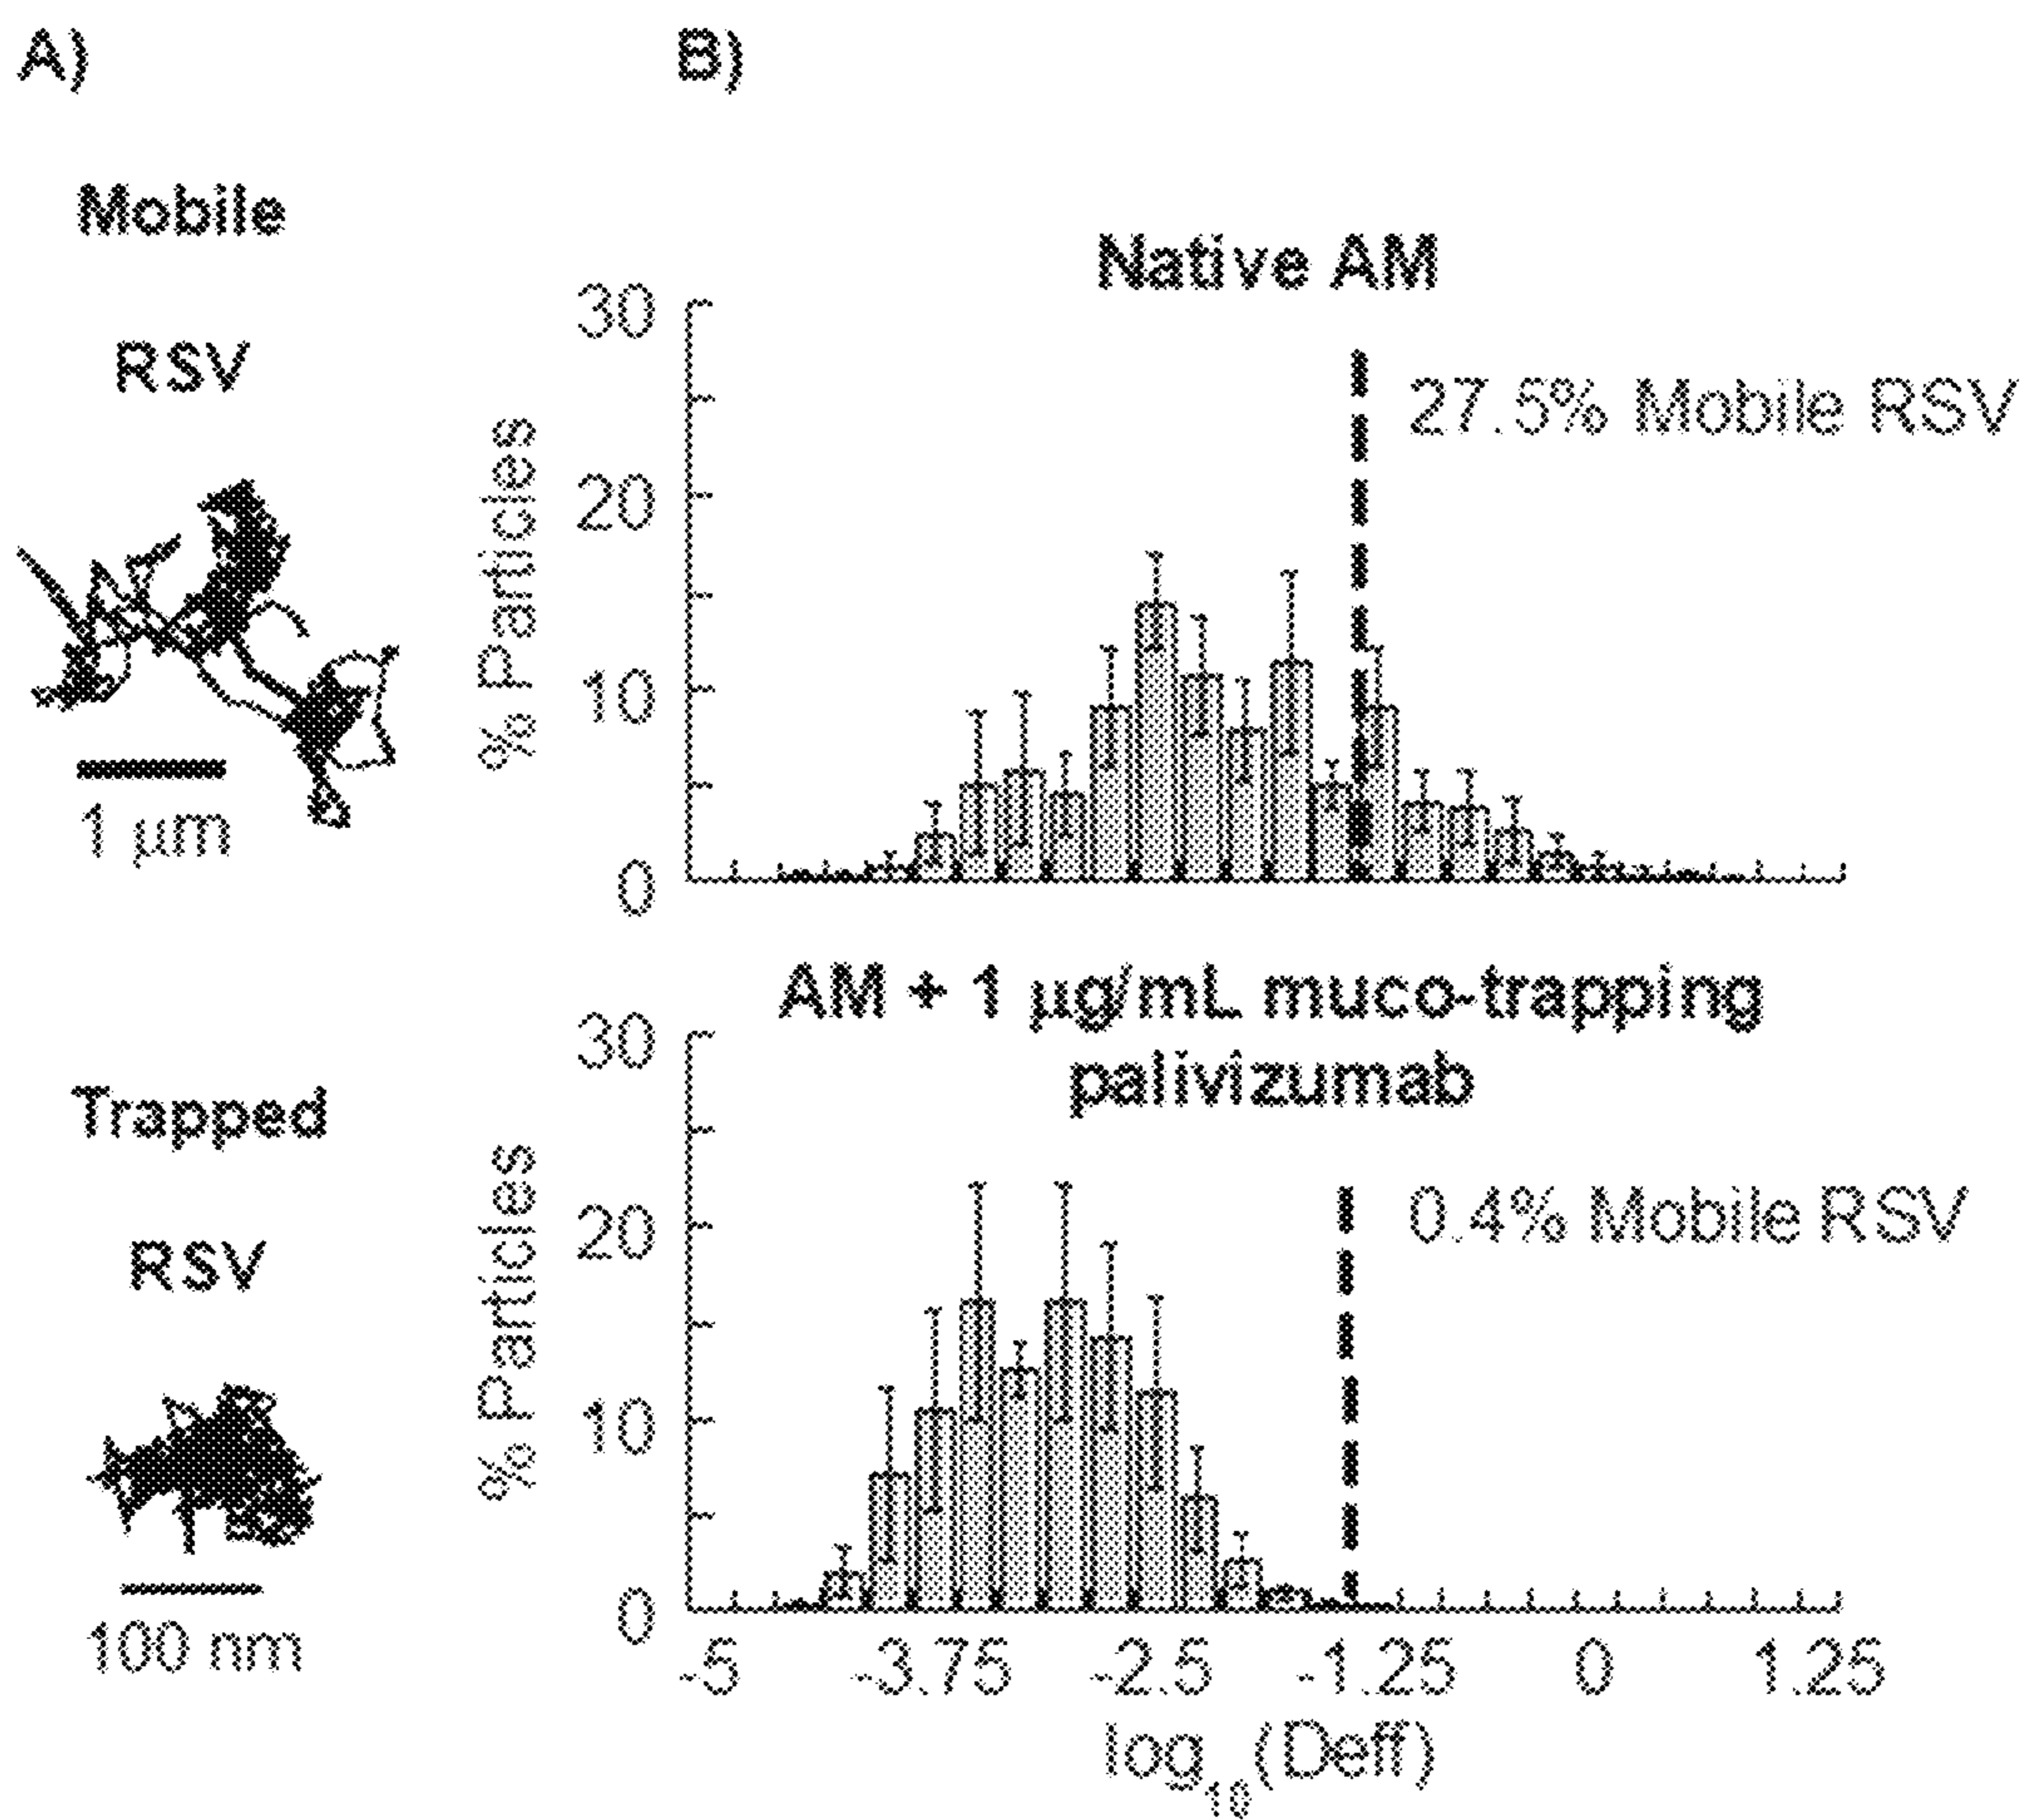 A)
Mobile
RSV
1 μm
Trapped
RSV
100 nm
B)
Native AM
30
20
10
0
% Particles
27.5% Mobile RSV
AM + 1 μg/mL muco-trapping
palivizumab
30
20
10
0
% Particles
0.4% Mobile RSV
-5 -3.75 -2.5 -1.25 0 1.25
log10(Deff)